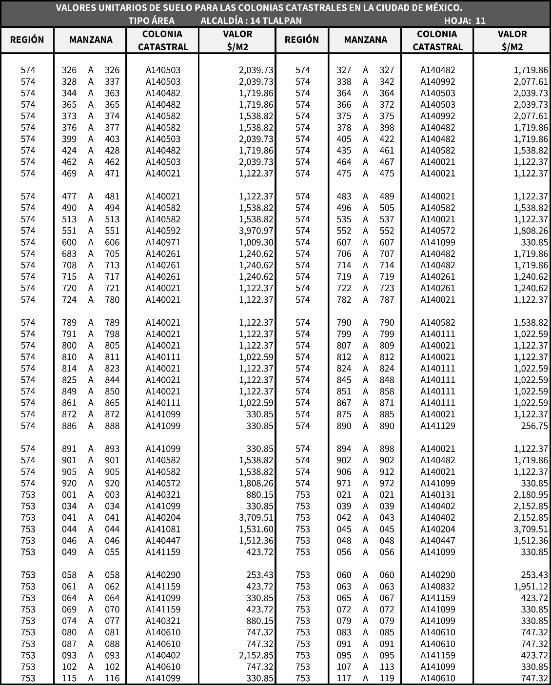 VALORES UNITARIOS DE SUELO PARA LAS COLONIAS CATASTRALES EN LA CIUDAD DE MÉXICO.
TIPO ÁREA ALCALDÍA : 14 TLALPAN HOJA: 11
REGIÓN MANZANA COLONIA CATASTRAL VALOR $/M2 REGIÓN MANZANA COLONIA CATASTRAL VALOR $/M2
574 326 A 326 A140503 2,039.73 574 327 A 327 A140482 1,719.86
574 328 A 337 A140503 2,039.73 574 338 A 342 A140992 2,077.61
574 344 A 363 A140482 1,719.86 574 364 A 364 A140503 2,039.73
574 365 A 365 A140482 1,719.86 574 366 A 372 A140503 2,039.73
574 373 A 374 A140582 1,538.82 574 375 A 375 A140992 2,077.61
574 376 A 377 A140582 1,538.82 574 378 A 398 A140482 1,719.86
574 399 A 403 A140503 2,039.73 574 405 A 422 A140482 1,719.86
574 424 A 428 A140482 1,719.86 574 435 A 461 A140582 1,538.82
574 462 A 462 A140503 2,039.73 574 464 A 467 A140021 1,122.37
574 469 A 471 A140021 1,122.37 574 475 A 475 A140021 1,122.37
574 477 A 481 A140021 1,122.37 574 483 A 489 A140021 1,122.37
574 490 A 494 A140582 1,538.82 574 496 A 505 A140582 1,538.82
574 513 A 513 A140582 1,538.82 574 535 A 537 A140021 1,122.37
574 551 A 551 A140592 3,970.97 574 552 A 552 A140572 1,808.26
574 600 A 606 A140971 1,009.30 574 607 A 607 A141099 330.85
574 683 A 705 A140261 1,240.62 574 706 A 707 A140482 1,719.86
574 708 A 713 A140261 1,240.62 574 714 A 714 A140482 1,719.86
574 715 A 717 A140261 1,240.62 574 719 A 719 A140261 1,240.62
574 720 A 721 A140021 1,122.37 574 722 A 723 A140261 1,240.62
574 724 A 780 A140021 1,122.37 574 782 A 787 A140021 1,122.37
574 789 A 789 A140021 1,122.37 574 790 A 790 A140582 1,538.82
574 791 A 798 A140021 1,122.37 574 799 A 799 A140111 1,022.59
574 800 A 805 A140021 1,122.37 574 807 A 809 A140021 1,122.37
574 810 A 811 A140111 1,022.59 574 812 A 812 A140021 1,122.37
574 814 A 823 A140021 1,122.37 574 824 A 824 A140111 1,022.59
574 825 A 844 A140021 1,122.37 574 845 A 848 A140111 1,022.59
574 849 A 850 A140021 1,122.37 574 851 A 858 A140111 1,022.59
574 861 A 865 A140111 1,022.59 574 867 A 871 A140111 1,022.59
574 872 A 872 A141099 330.85 574 875 A 885 A140021 1,122.37
574 886 A 888 A141099 330.85 574 890 A 890 A141129 256.75
574 891 A 893 A141099 330.85 574 894 A 898 A140021 1,122.37
574 901 A 901 A140582 1,538.82 574 902 A 902 A140482 1,719.86
574 905 A 905 A140582 1,538.82 574 906 A 912 A140021 1,122.37
574 920 A 920 A140572 1,808.26 574 971 A 972 A141099 330.85
753 001 A 003 A140321 880.15 753 021 A 021 A140131 2,180.95
753 034 A 034 A141099 330.85 753 039 A 039 A140402 2,152.85
753 041 A 041 A140204 3,709.51 753 042 A 043 A140402 2,152.85
753 044 A 044 A141081 1,531.60 753 045 A 045 A140204 3,709.51
753 046 A 046 A140447 1,512.36 753 048 A 048 A140447 1,512.36
753 049 A 055 A141159 423.72 753 056 A 056 A141099 330.85
753 058 A 058 A140290 253.43 753 060 A 060 A140290 253.43
753 061 A 062 A141159 423.72 753 063 A 063 A140832 1,951.12
753 064 A 064 A141099 330.85 753 065 A 067 A141159 423.72
753 069 A 070 A141159 423.72 753 072 A 072 A141099 330.85
753 074 A 077 A140321 880.15 753 079 A 079 A141099 330.85
753 080 A 081 A140610 747.32 753 083 A 085 A140610 747.32
753 087 A 088 A140610 747.32 753 091 A 091 A140610 747.32
753 093 A 093 A140402 2,152.85 753 095 A 095 A141159 423.72
753 102 A 102 A140610 747.32 753 107 A 113 A141099 330.85
753 115 A 116 A141099 330.85 753 117 A 119 A140610 747.32